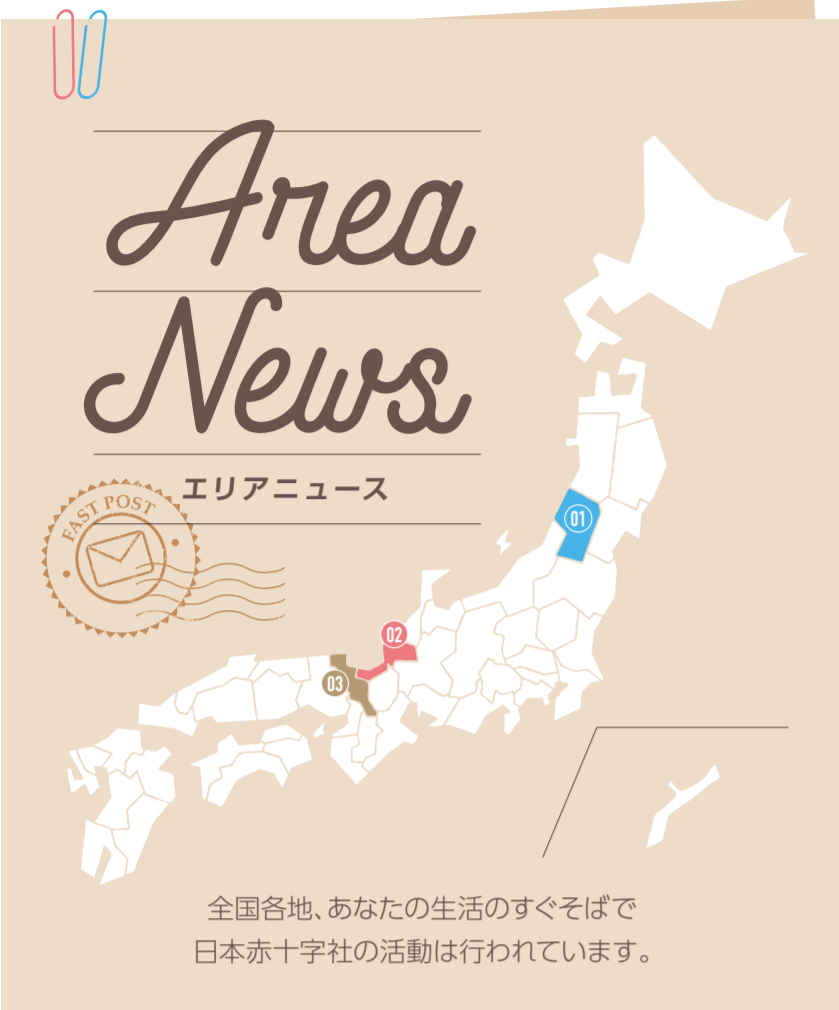 Area
News
エリアニュース
FAST POST
01
02
03
全国各地、あなたの生活のすぐそばで
日本赤十字社の活動は行われています。